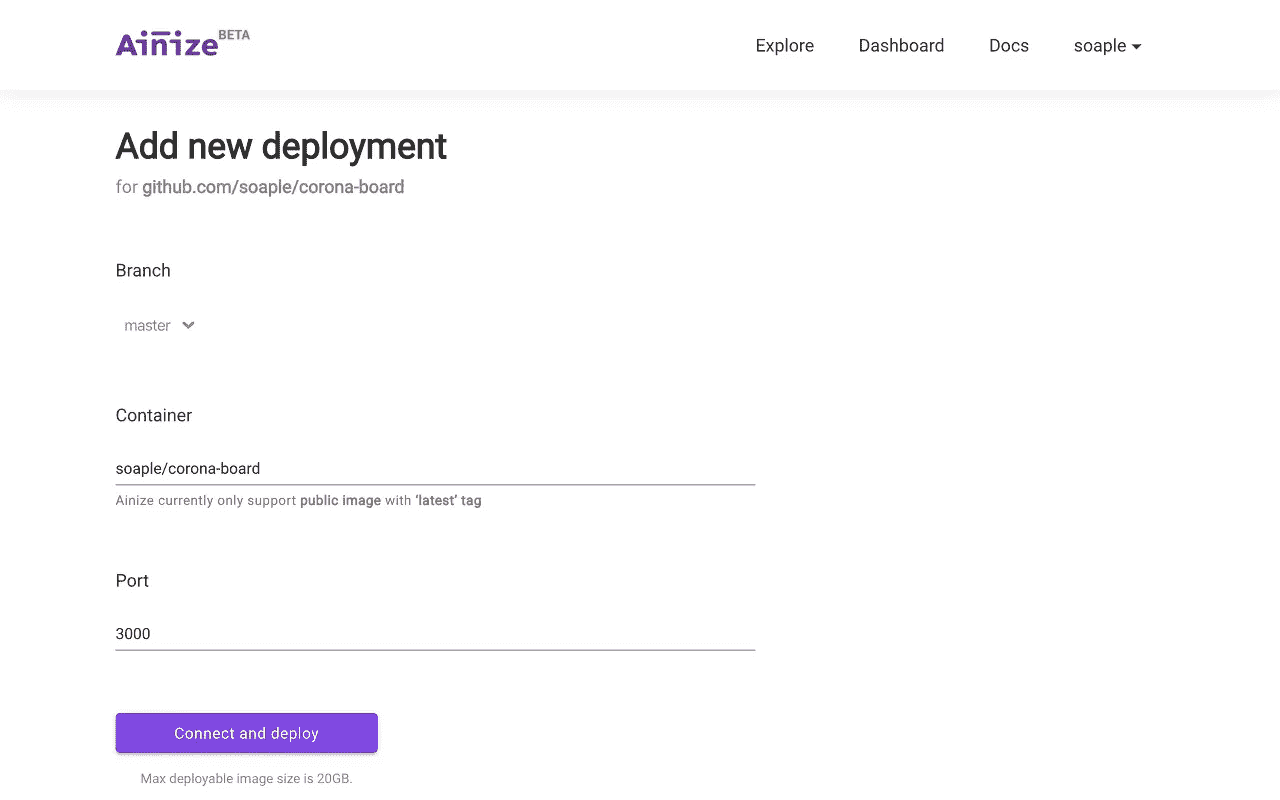 Ainize BETA
Explore Dashboard Docs soaple
Add new deployment
for github.com/soaple/corona-board
Branch
master
Container
soaple/corona-board
Ainize currently only support public image with ‘latest’ tag
Port
3000
Connect and deploy
Max deployable image size is 20GB.